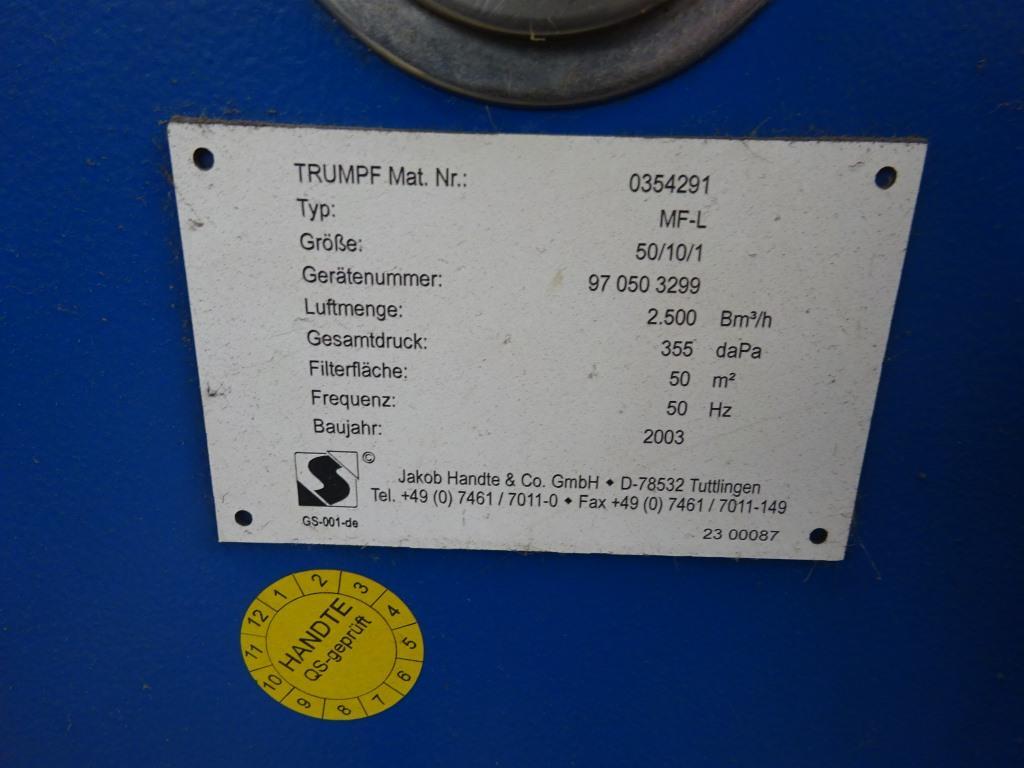 TRUMPF Mat. Nr.: 0354291
Typ: MF-L
Größe: 50/10/1
Gerätenummer: 97 050 3299
Luftmenge: 2.500 Bm³/h
Gesamtdruck: 355 daPa
Filterfläche: 50 m²
Frequenz: 50 Hz
Baujahr: 2003
©
Jakob Handte & Co. GmbH ◆ D-78532 Tuttlingen
Tel. +49 (0) 7461 / 7011-0 ◆ Fax +49 (0) 7461 / 7011-149
GS-001-de
23 00087
1 2 3 4 5 6 7 8 9 10 11 12
HANDTE
QS-geprüft